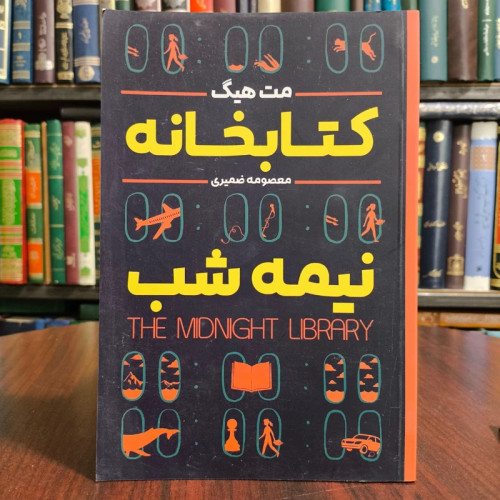 مت هیگ
کتابخانه
معصومه ضمیری
نیمه شب
THE MIDNIGHT LIBRARY